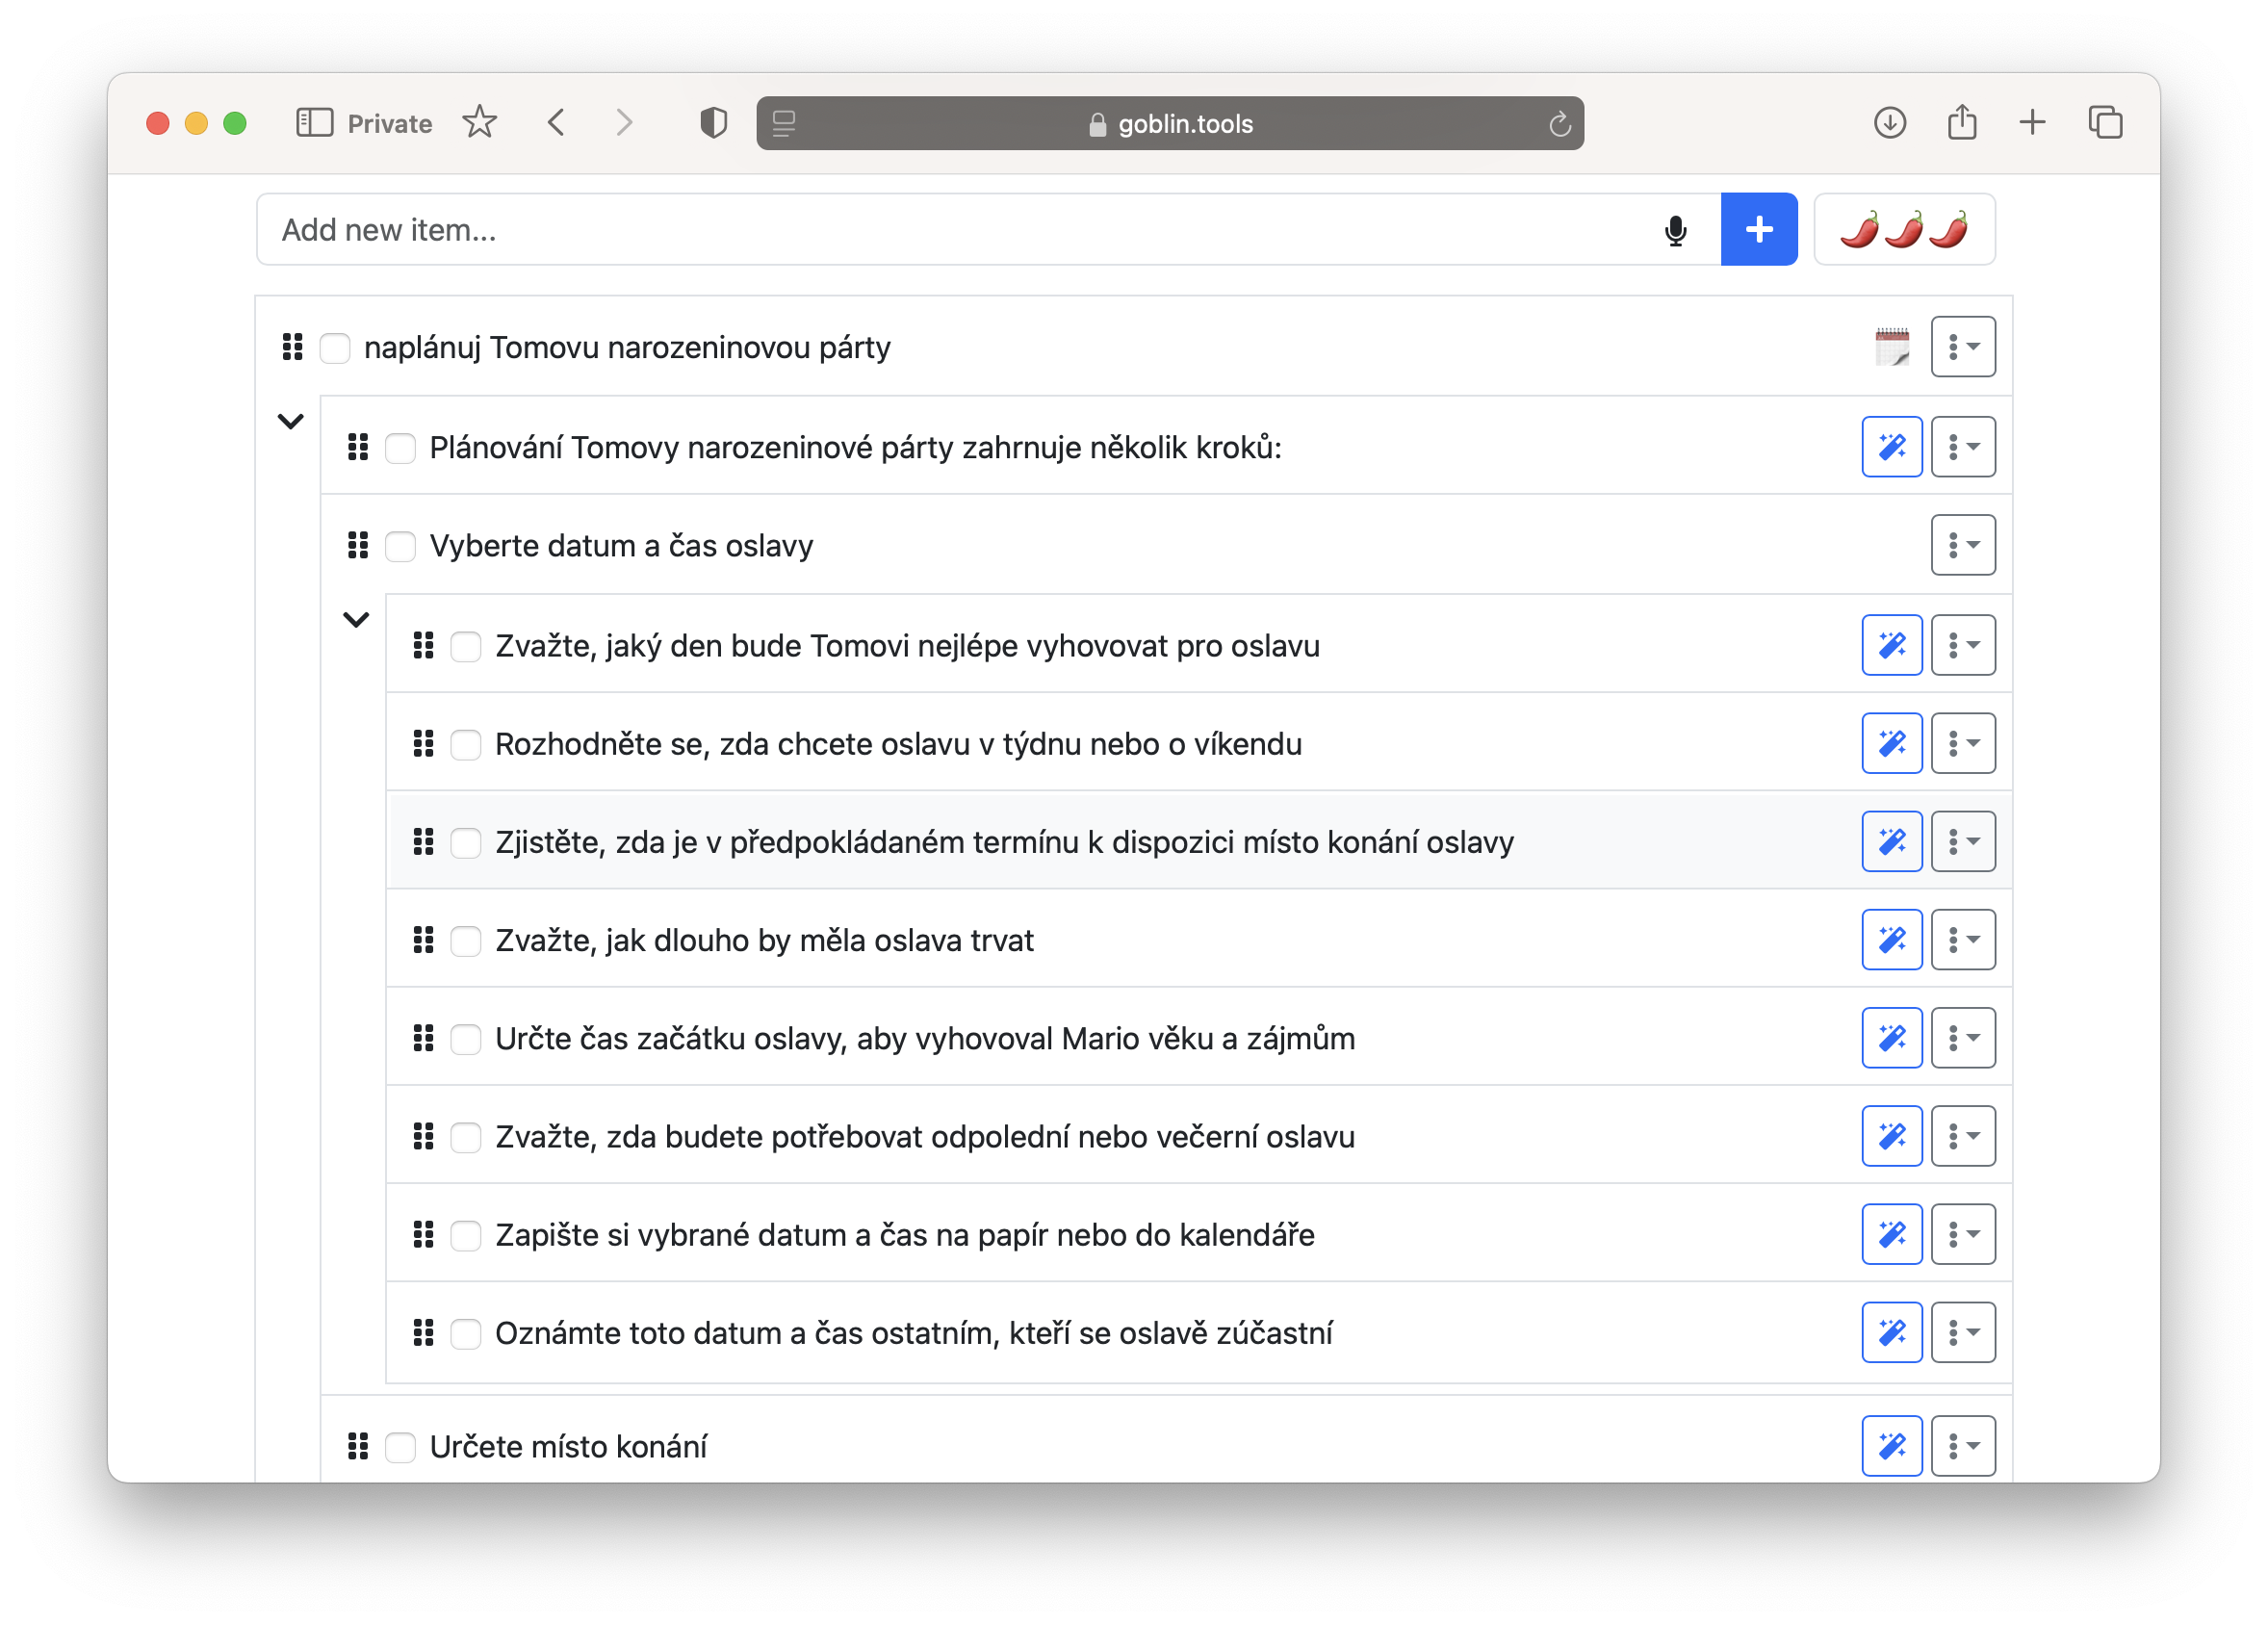 Private
goblin.tools
Add new item...
naplánuj Tomovu narozeninovou párty
Plánování Tomovy narozeninové párty zahrnuje několik kroků:
Vyberte datum a čas oslavy
Zvažte, jaký den bude Tomovi nejlépe vyhovovat pro oslavu
Rozhodněte se, zda chcete oslavu v týdnu nebo o víkendu
Zjistěte, zda je v předpokládaném termínu k dispozici místo konání oslavy
Zvažte, jak dlouho by měla oslava trvat
Určte čas začátku oslavy, aby vyhovoval Mario věku a zájmům
Zvažte, zda budete potřebovat odpolední nebo večerní oslavu
Zapište si vybrané datum a čas na papír nebo do kalendáře
Oznámte toto datum a čas ostatním, kteří se oslavě zúčastní
Určete místo konání